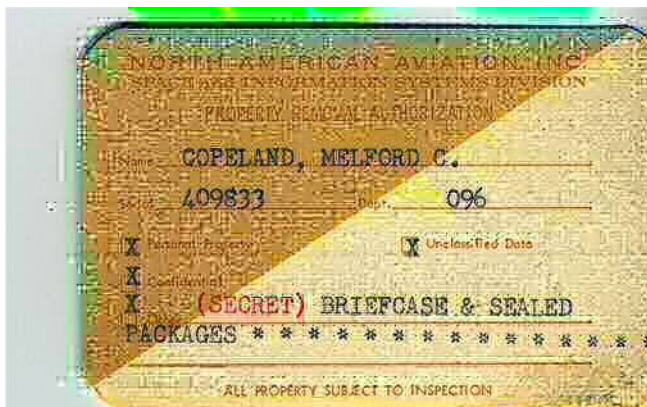 NORTH AMERICAN AVIATION, INC.
SPACE and INFORMATION SYSTEMS DIVISION
PROPERTY REMOVAL AUTHORIZATION
Name COPELAND, MELFORD C.
Serial 409833 Dept. 096
X Personal Property X Unclassified Data
X Confidential
X (SECRET) BRIEFCASE & SEALED
PACKAGES * * * * * * * * * * * * * * * * * *
ALL PROPERTY SUBJECT TO INSPECTION